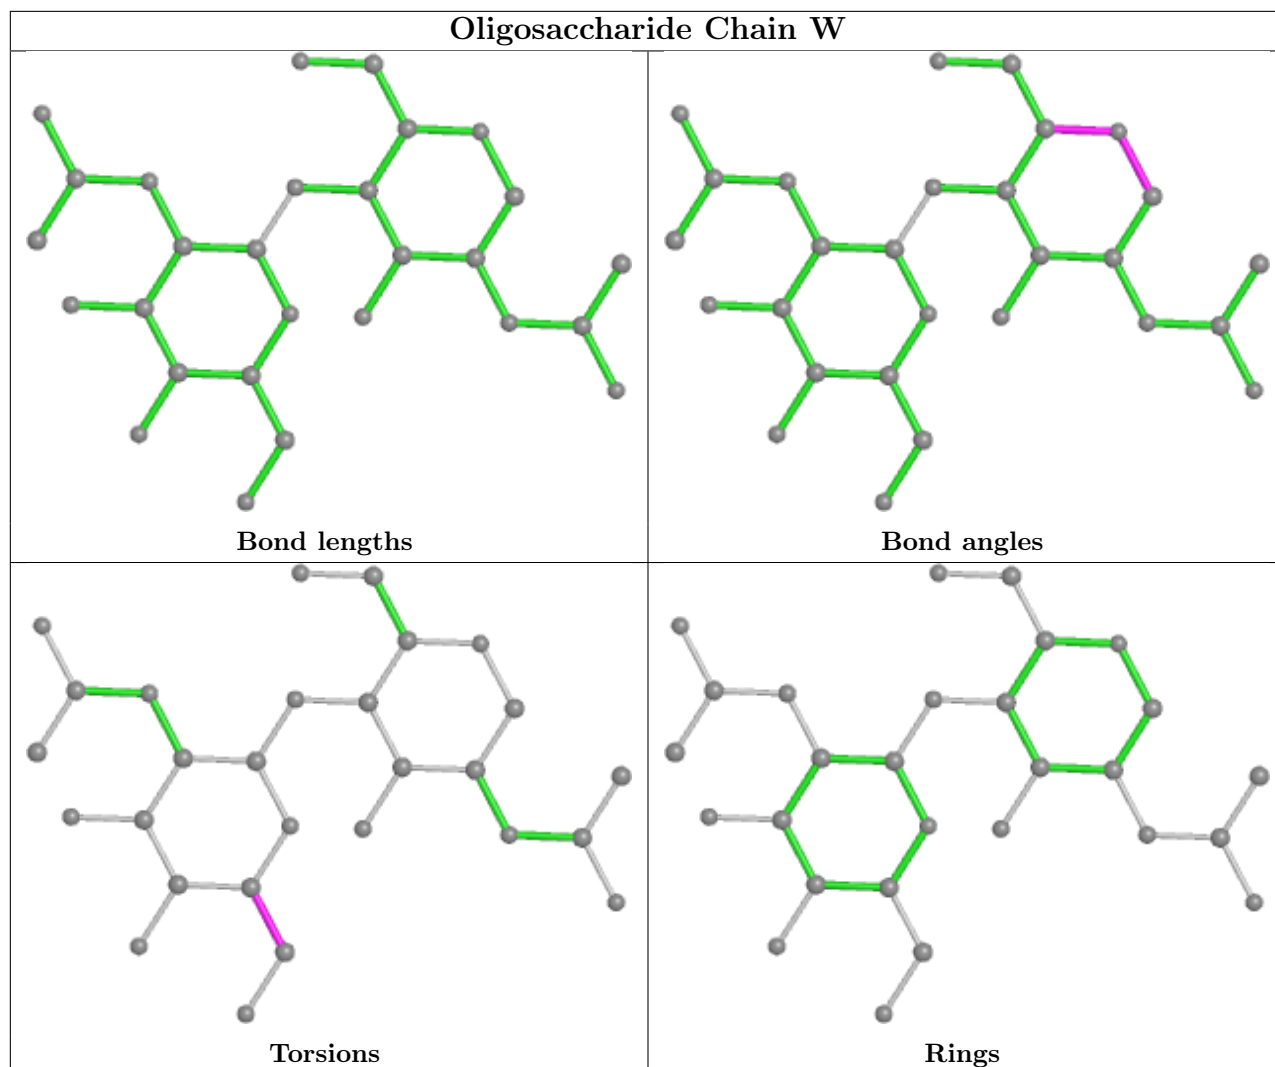 Oligosaccharide Chain W
Bond lengths
Bond angles
Torsions
Rings